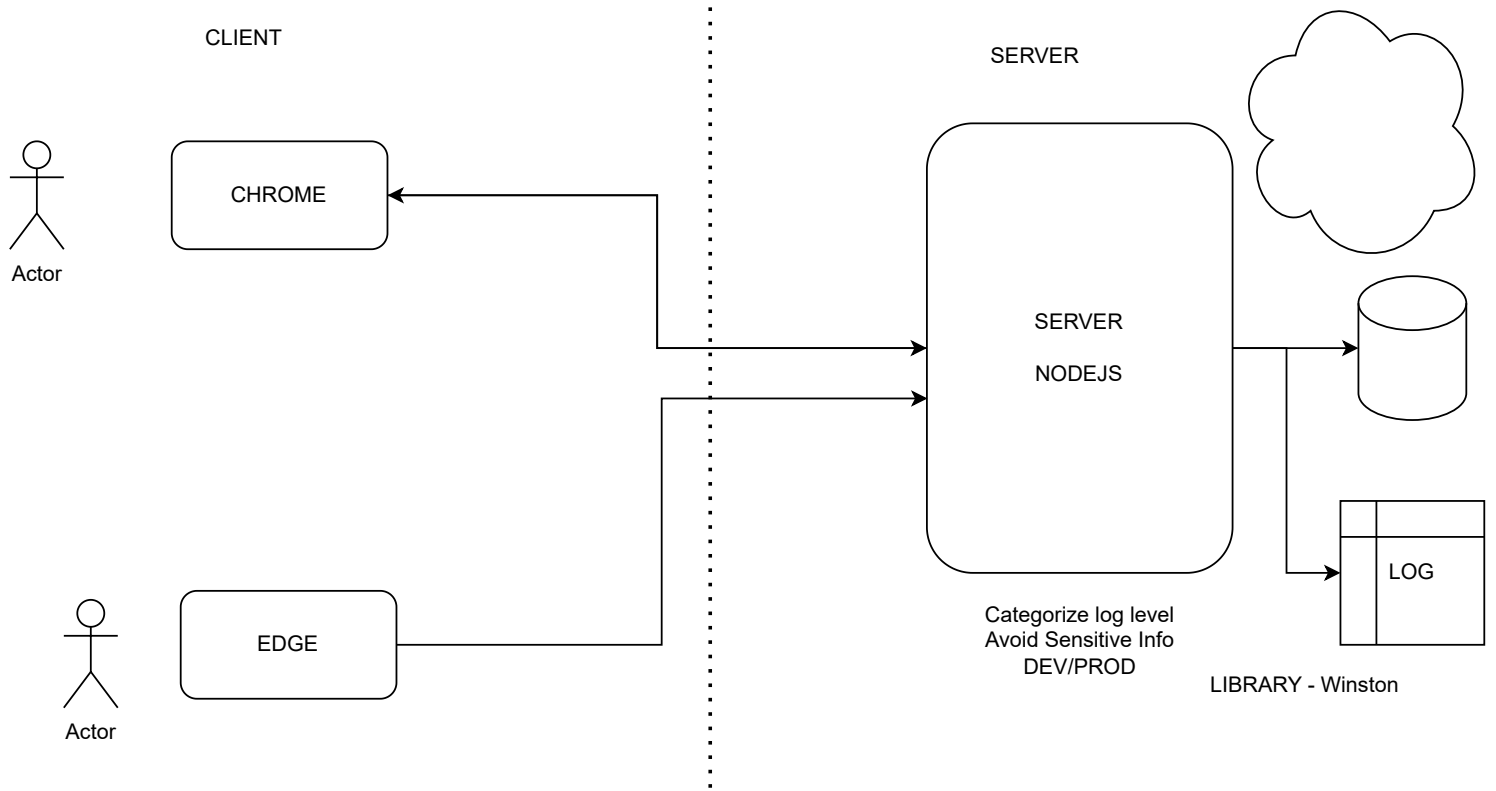 CLIENT
SERVER
CHROME
Actor
SERVER
NODEJS
LOG
Categorize log level
Avoid Sensitive Info
DEV/PROD
EDGE
LIBRARY - Winston
Actor